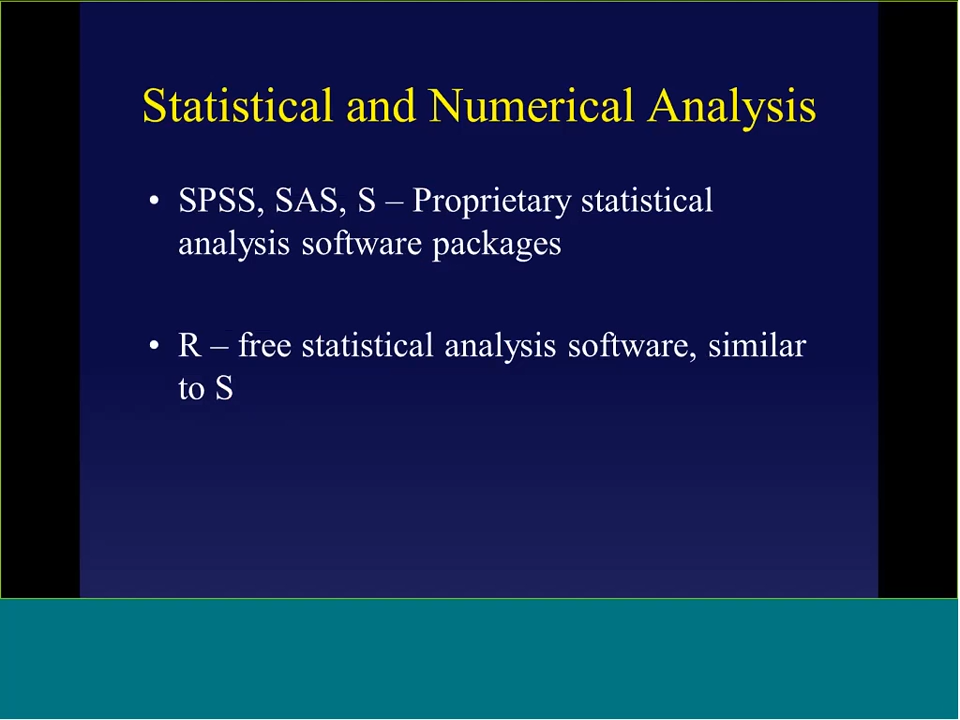 Statistical and Numerical Analysis
• SPSS, SAS, S – Proprietary statistical
analysis software packages
• R – free statistical analysis software, similar
to S